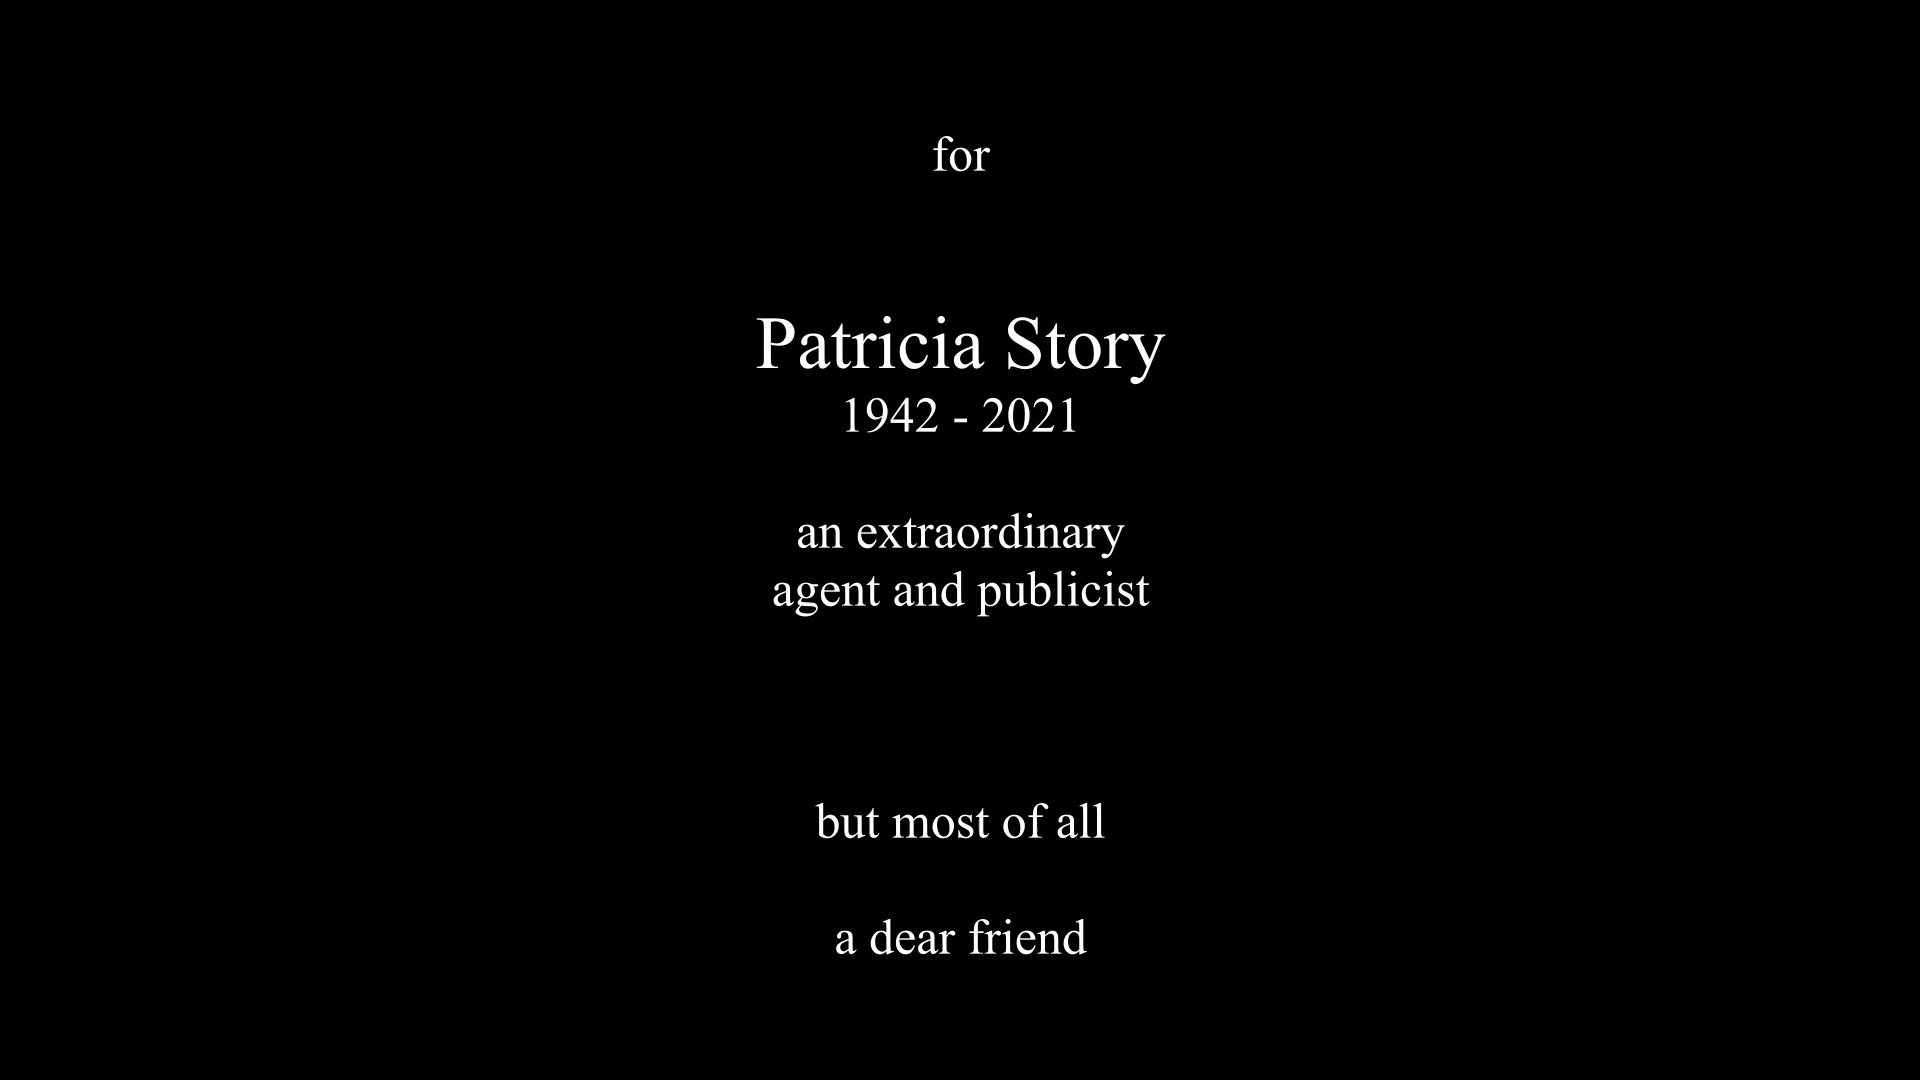 for
Patricia Story
1942 - 2021
an extraordinary
agent and publicist
but most of all
a dear friend